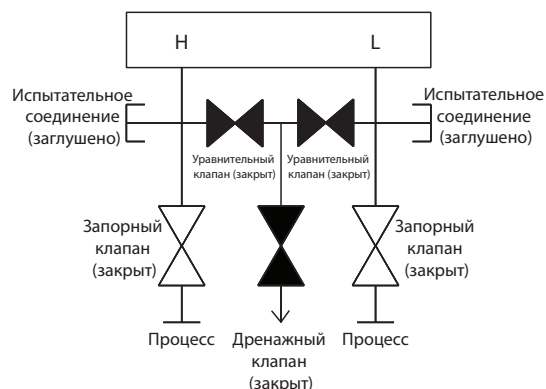 H L
Испытательное
соединение
(заглушено)
Испытательное
соединение
(заглушено)
Уравнительный
клапан (закрыт)
Уравнительный
клапан (закрыт)
Запорный
клапан
(закрыт)
Запорный
клапан
(закрыт)
Процесс
Дренажный
клапан
(закрыт)
Процесс